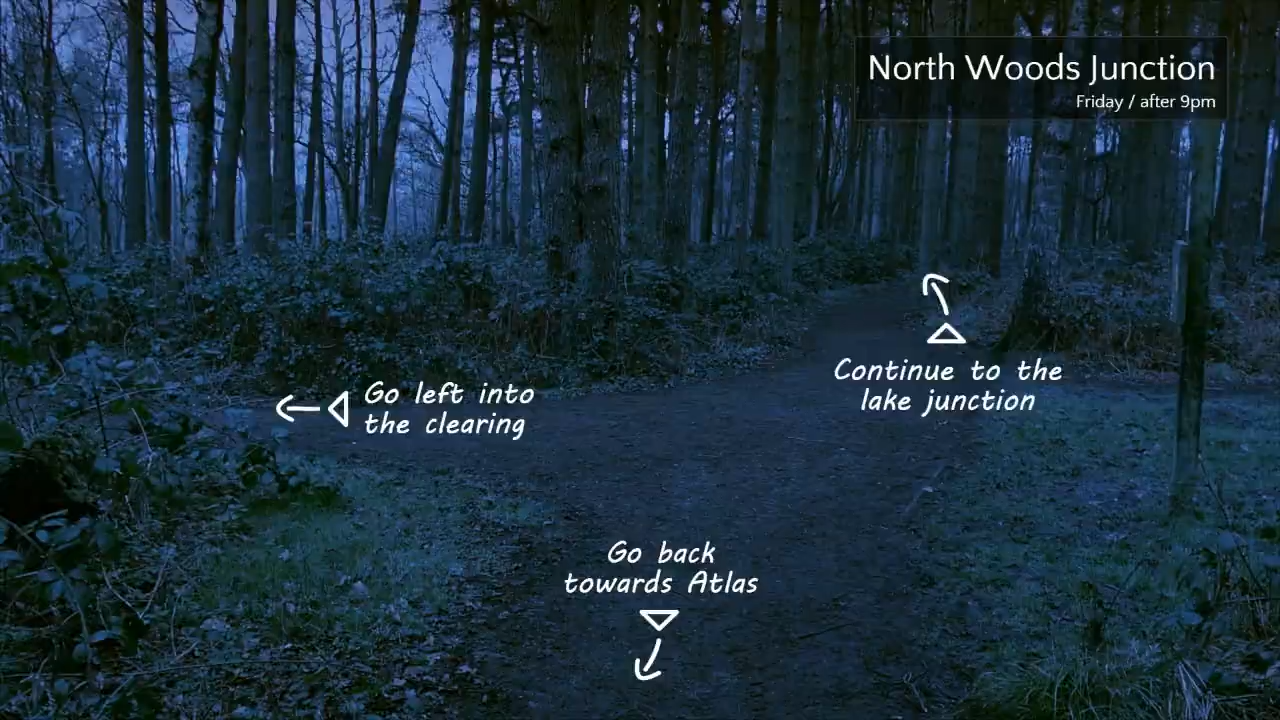 North Woods Junction
Friday / after 9pm
Continue to the
lake junction
Go left into
the clearing
Go back
towards Atlas